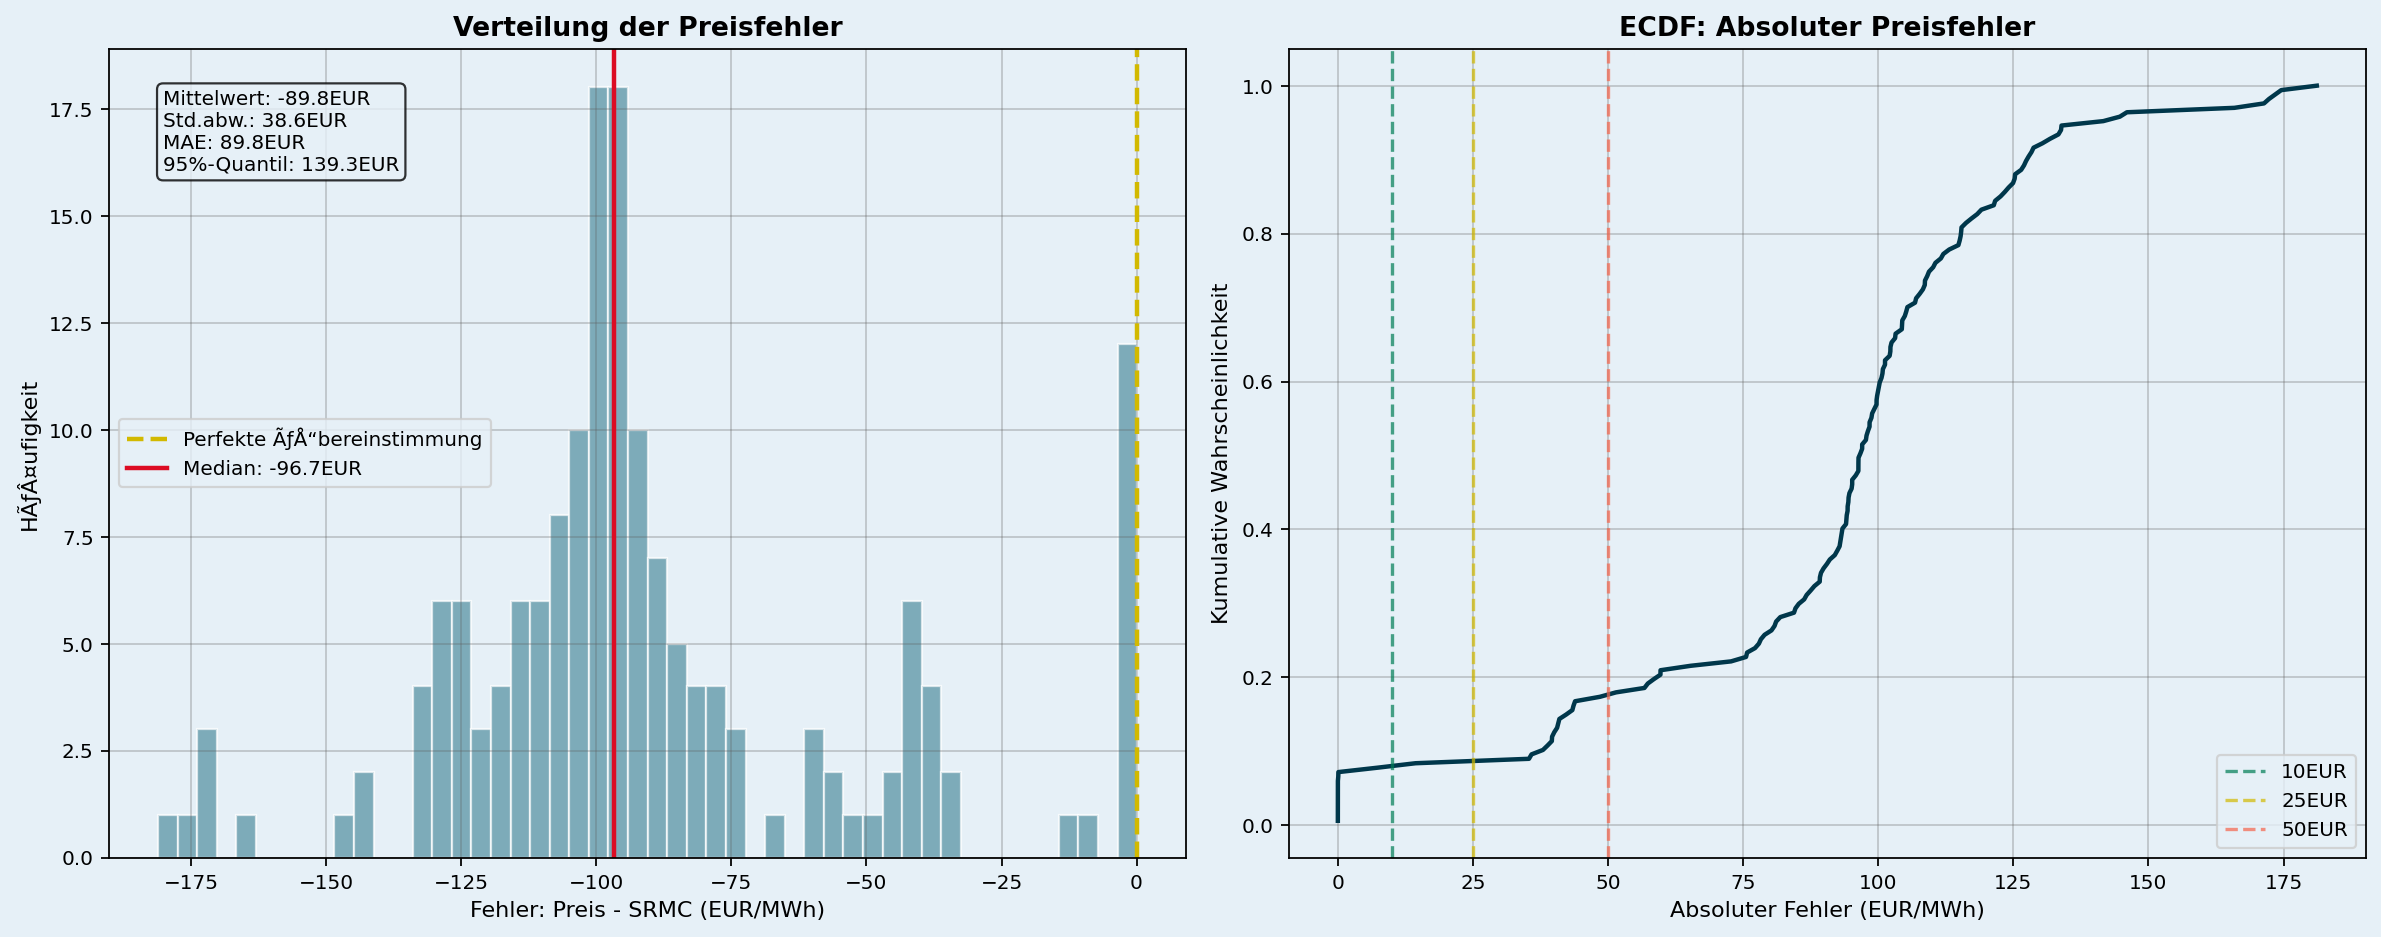 Verteilung der Preisfehler
Mittelwert: -89.8EUR
Std.abw.: 38.6EUR
MAE: 89.8EUR
95%-Quantil: 139.3EUR
Perfekte ÃƒÅ“bereinstimmung
Median: -96.7EUR
HÃƒÂ¤ufigkeit
17.5
15.0
12.5
10.0
7.5
5.0
2.5
0.0
−175
−150
−125
−100
−75
−50
−25
0
Fehler: Preis - SRMC (EUR/MWh)
ECDF: Absoluter Preisfehler
Kumulative Wahrscheinlichkeit
1.0
0.8
0.6
0.4
0.2
0.0
10EUR
25EUR
50EUR
0
25
50
75
100
125
150
175
Absoluter Fehler (EUR/MWh)